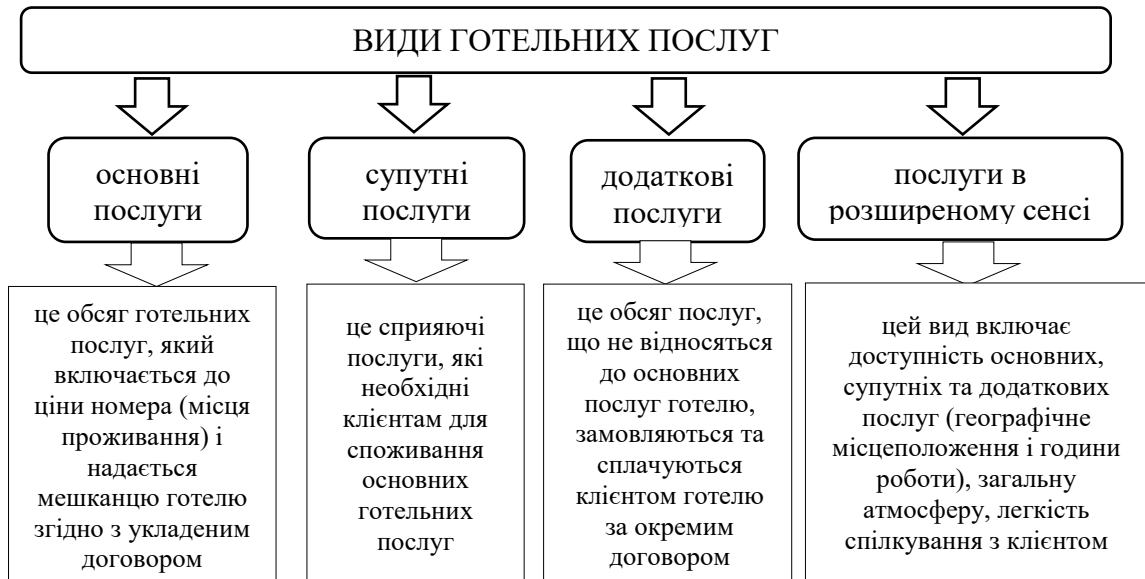 ВИДИ ГОТЕЛЬНИХ ПОСЛУГ
основні
послуги
супутні
послуги
додаткові
послуги
послуги в
розширеному сенсі
це обсяг готельних
послуг, який
включається до
ціни номера (місця
проживання) і
надається
мешканцю готелю
згідно з укладеним
договором
це сприяючі
послуги, які
необхідні
клієнтам для
споживання
основних
готельних
послуг
це обсяг послуг,
що не відносяться
до основних
послуг готелю,
замовляються та
сплачуються
клієнтом готелю
за окремим
договором
цей вид включає
доступність основних,
супутніх та додаткових
послуг (географічне
місцеположення і години
роботи), загальну
атмосферу, легкість
спілкування з клієнтом